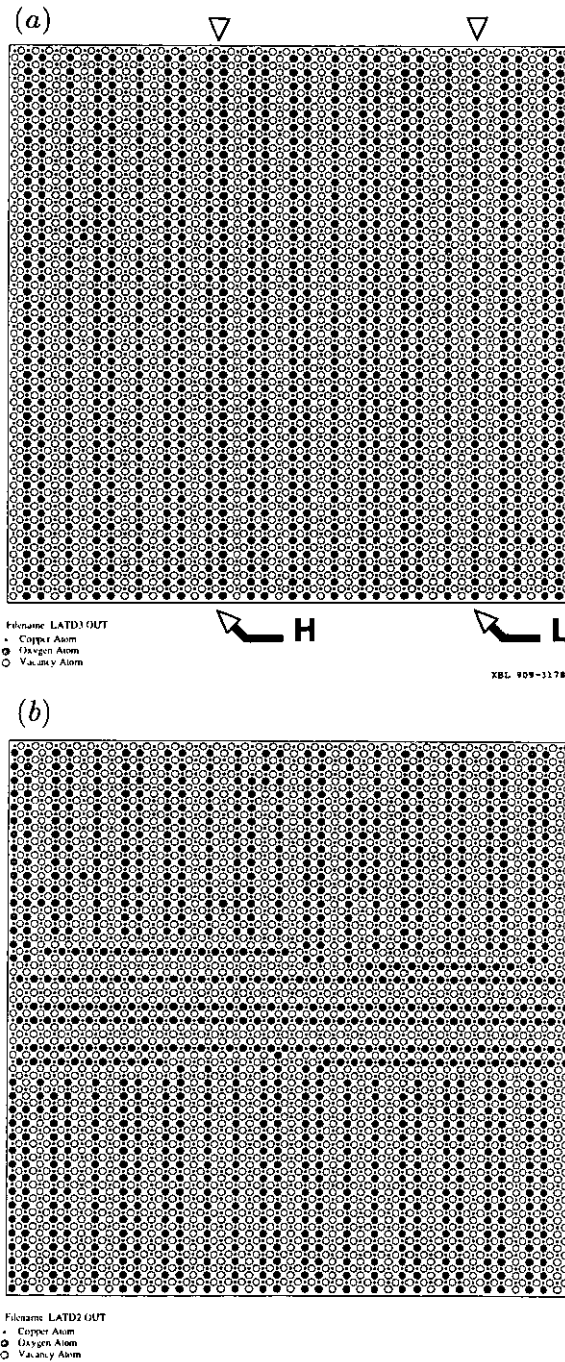 (a)
H
L
Filename LATD3 OUT
Copper Atom
Oxygen Atom
Vacancy Atom
XBL 909-3178
(b)
Filename LATD2 OUT
Copper Atom
Oxygen Atom
Vacancy Atom